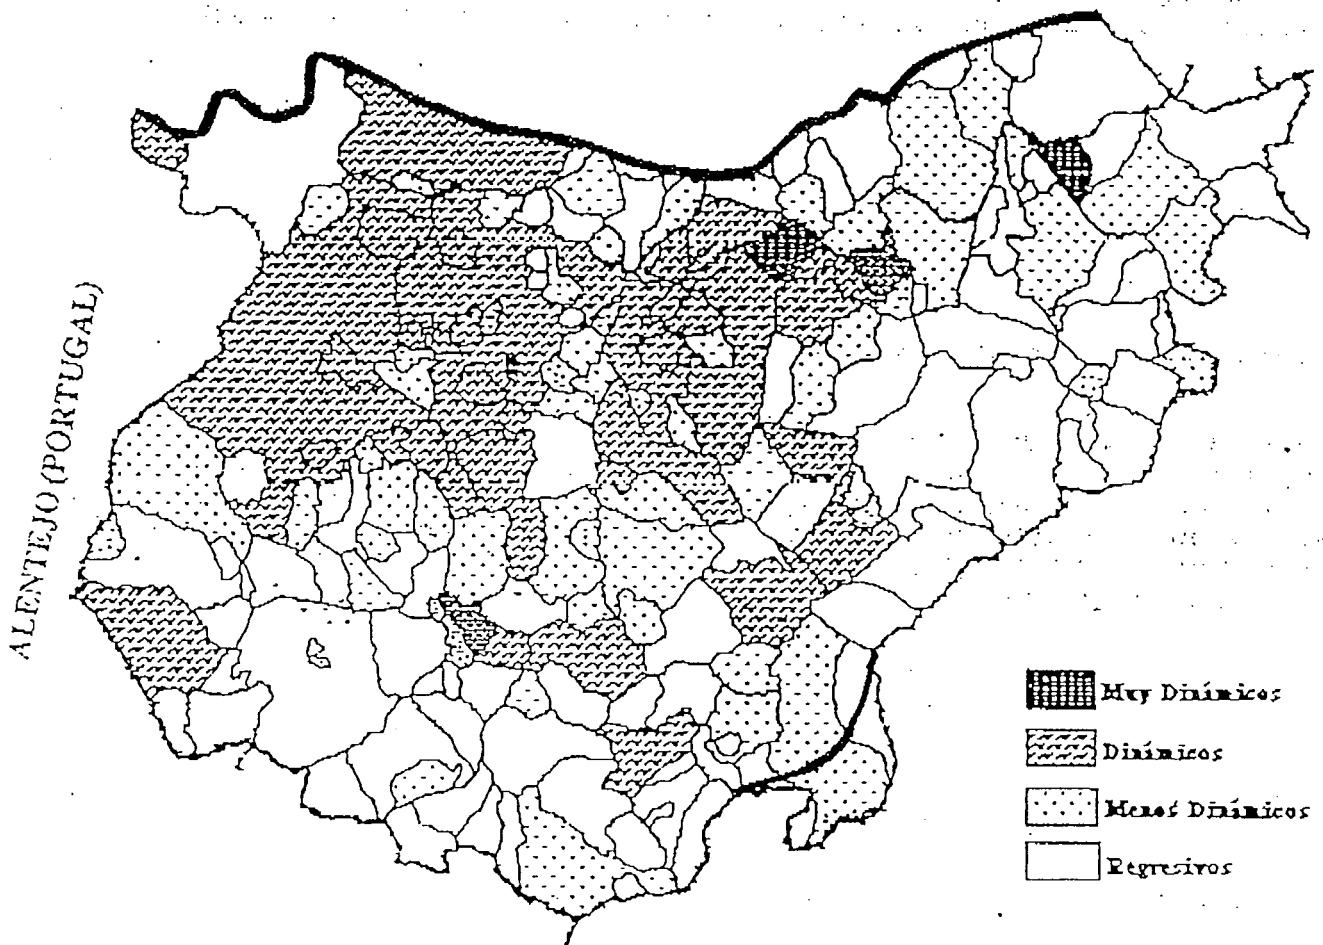 ALENTEJO (PORTUGAL)
Muy Dinámicos
Dinámicos
Menos Dinámicos
Regresivos